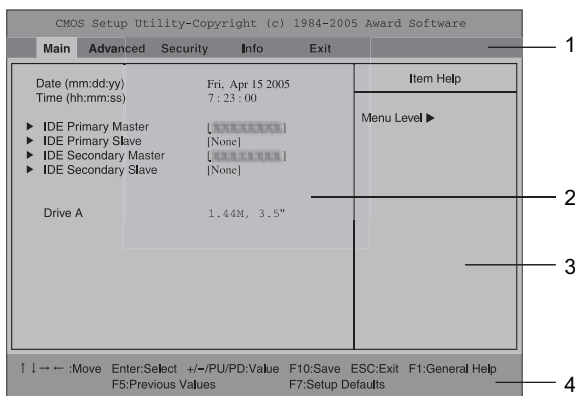 CMOS Setup Utility-Copyright (c) 1984-2005 Award Software
Main Advanced Security Info Exit
1
Date (mm:dd:yy) Fri, Apr 15 2005
Time (hh:mm:ss) 7 : 23 : 00
▶ IDE Primary Master [ ]
▶ IDE Primary Slave [None]
▶ IDE Secondary Master [ ]
▶ IDE Secondary Slave [None]
Drive A 1.44M, 3.5"
2
Item Help
Menu Level ▶
3
↑↓→← :Move Enter:Select +/–/PU/PD:Value F10:Save ESC:Exit F1:General Help
F5:Previous Values F7:Setup Defaults
4